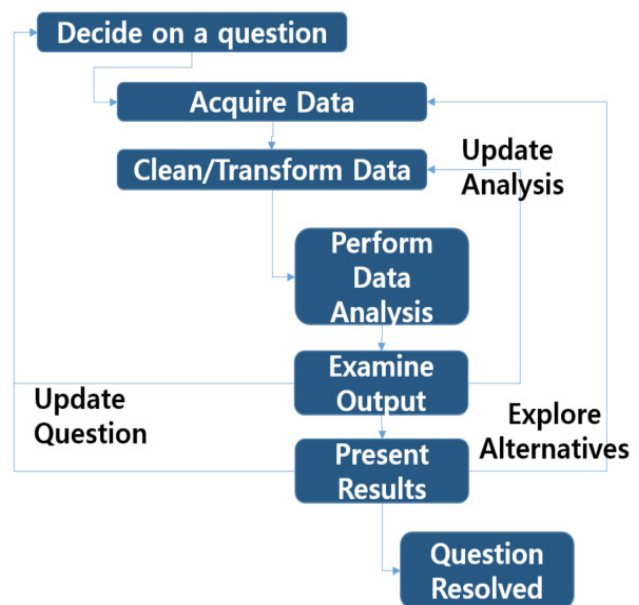 Decide on a question
Acquire Data
Clean/Transform Data
Update
Analysis
Perform
Data
Analysis
Examine
Output
Update
Question
Explore
Alternatives
Present
Results
Question
Resolved